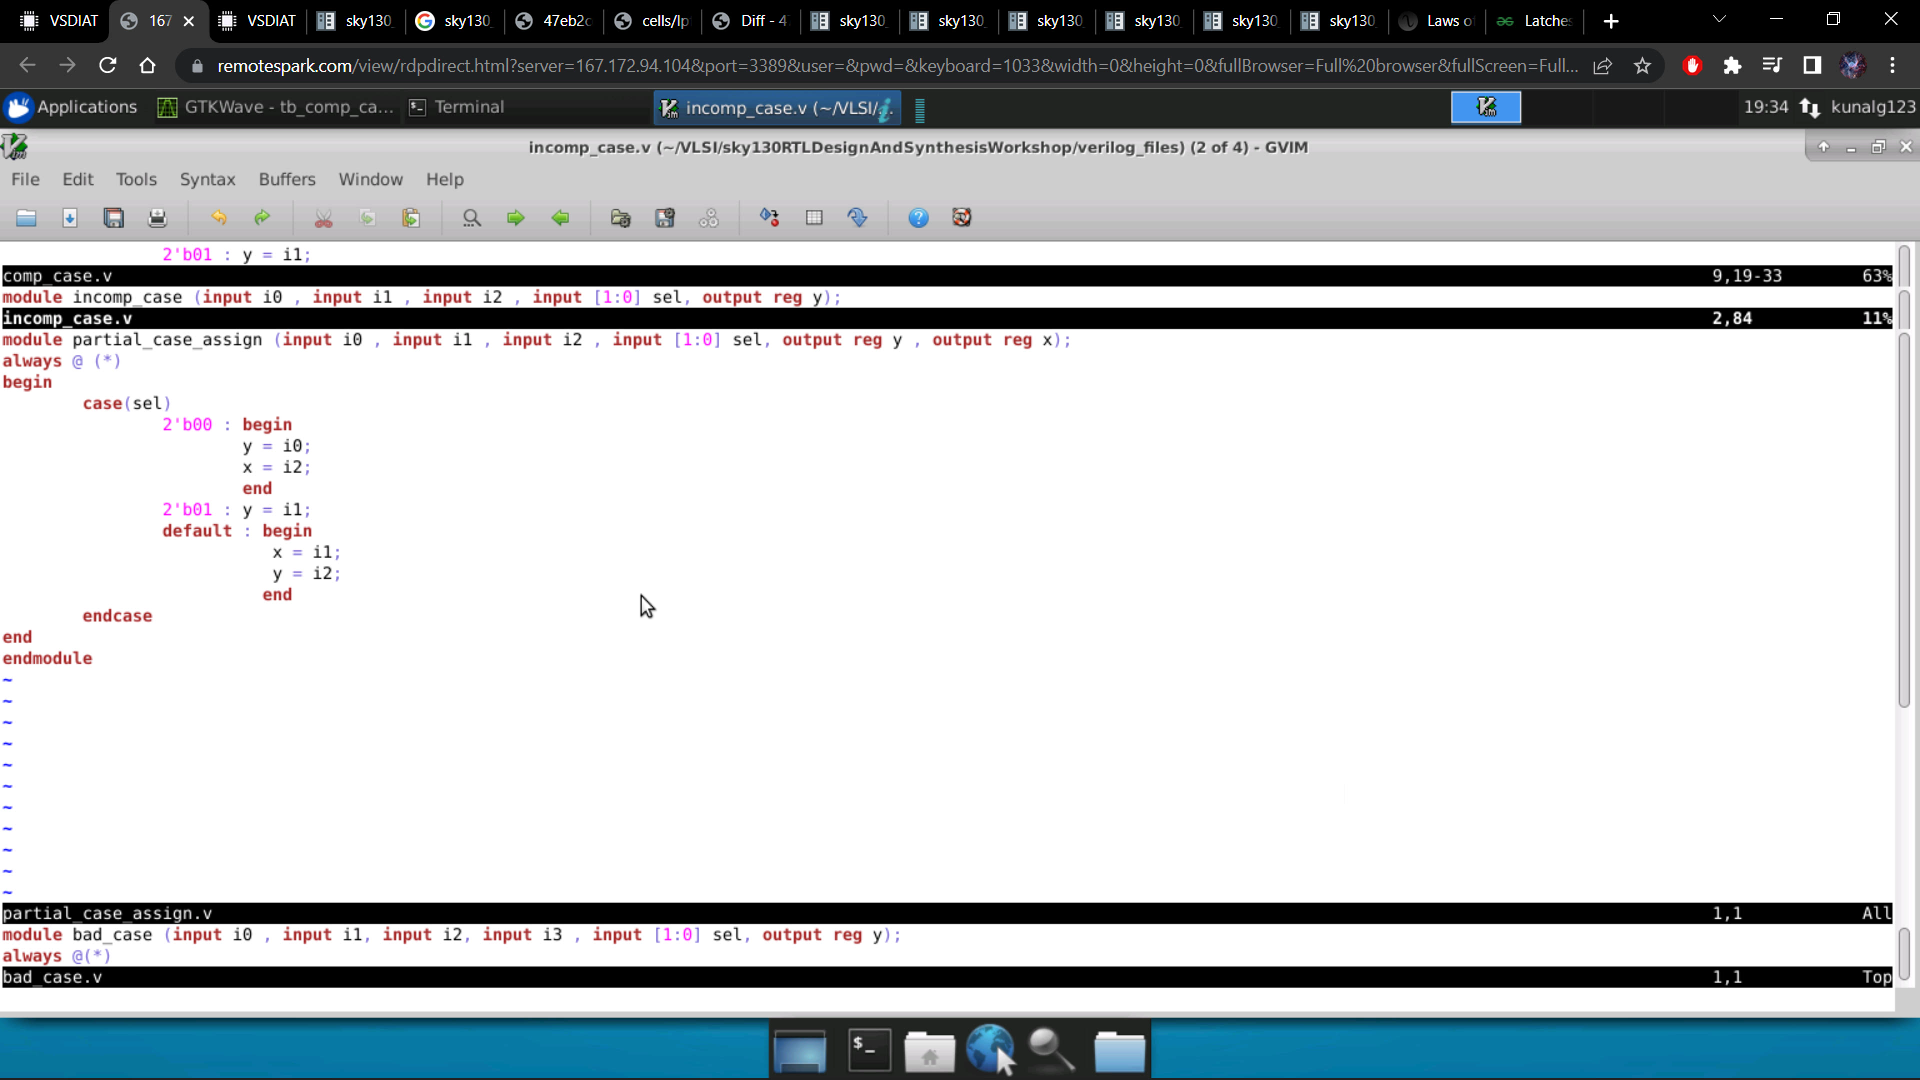 VSDIAT
167
VSDIAT
sky130
sky130
47eb2c
cells/lp
Diff - 4
sky130
sky130
sky130
sky130
sky130
sky130
Laws o
Latches
remotespark.com/view/rdpdirect.html?server=167.172.94.104&port=3389&user=&pwd=&keyboard=1033&width=0&height=0&fullBrowser=Full%20browser&fullScreen=Full...
Applications
GTKWave - tb_comp_ca...
Terminal
incomp_case.v (~/VLSI/...
19:34
kunalg123
incomp_case.v (~/VLSI/sky130RTLDesignAndSynthesisWorkshop/verilog_files) (2 of 4) - GVIM
File Edit Tools Syntax Buffers Window Help
2'b01 : y = i1;
comp_case.v 9,19-33 63%
module incomp_case (input i0 , input i1 , input i2 , input [1:0] sel, output reg y);
incomp_case.v 2,84 11%
module partial_case_assign (input i0 , input i1 , input i2 , input [1:0] sel, output reg y , output reg x);
always @ (*)
begin
case(sel)
2'b00 : begin
y = i0;
x = i2;
end
2'b01 : y = i1;
default : begin
x = i1;
y = i2;
end
endcase
end
endmodule
~
~
~
~
~
~
~
~
~
~
~
partial_case_assign.v 1,1 All
module bad_case (input i0 , input i1, input i2, input i3 , input [1:0] sel, output reg y);
always @(*)
bad_case.v 1,1 Top